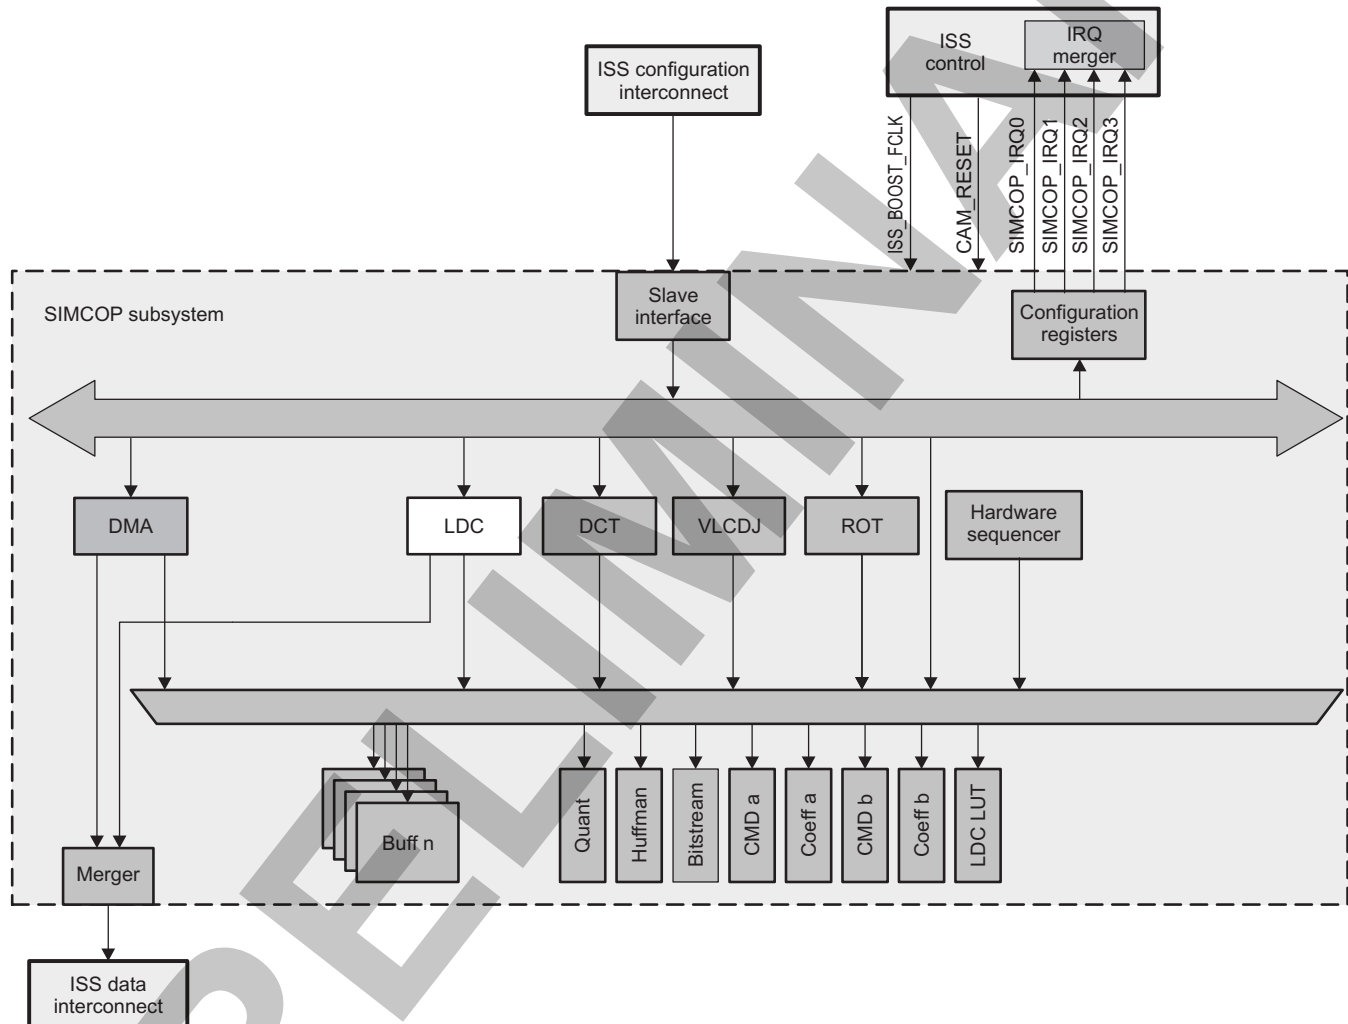 ISS
control
IRQ
merger
ISS configuration
interconnect
ISS_BOOST_FCLK
CAM_RESET
SIMCOP_IRQ0
SIMCOP_IRQ1
SIMCOP_IRQ2
SIMCOP_IRQ3
SIMCOP subsystem
Slave
interface
Configuration
registers
DMA
LDC
DCT
VLCDJ
ROT
Hardware
sequencer
Buff n
Quant
Huffman
Bitstream
CMD a
Coeff a
CMD b
Coeff b
LDC LUT
Merger
ISS data
interconnect
PRELIMINA